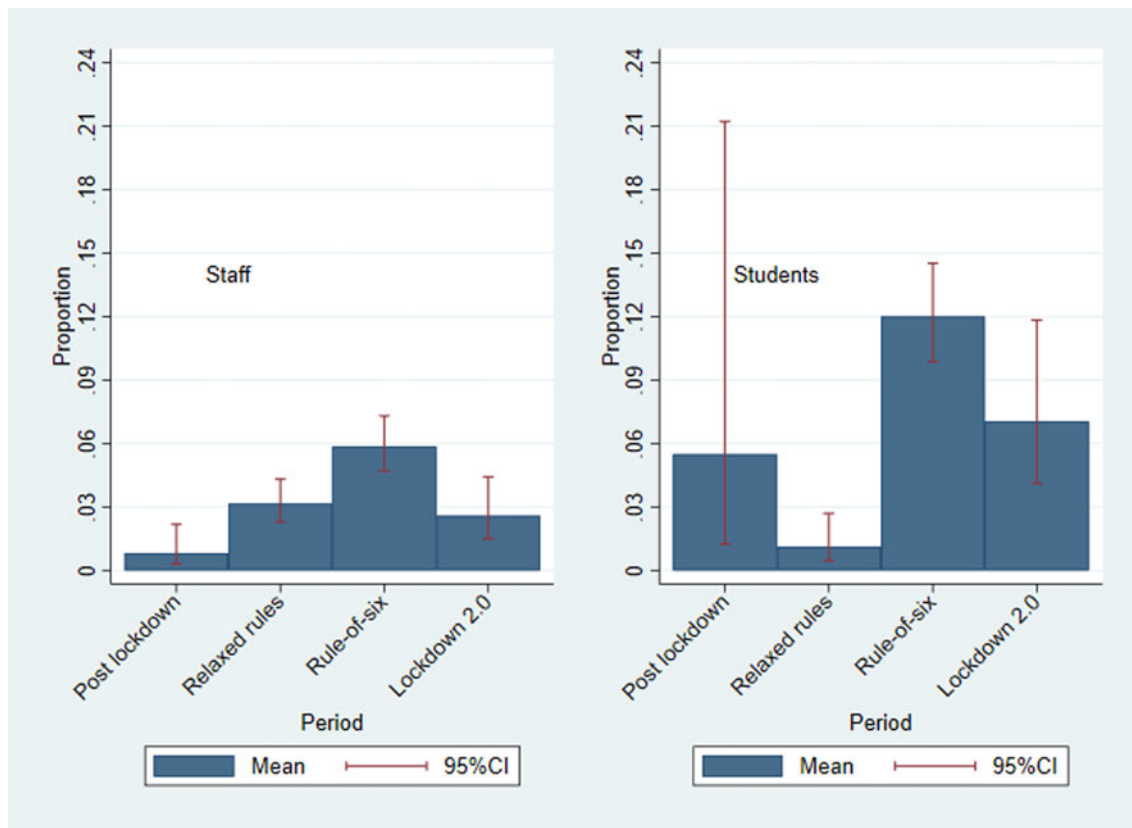 .24
.21
.18
.15
.12
.09
.06
.03
0
Proportion
Staff
Post lockdown
Relaxed rules
Rule-of-six
Lockdown 2.0
Period
Mean 95%CI
.24
.21
.18
.15
.12
.09
.06
.03
0
Proportion
Students
Post lockdown
Relaxed rules
Rule-of-six
Lockdown 2.0
Period
Mean 95%CI